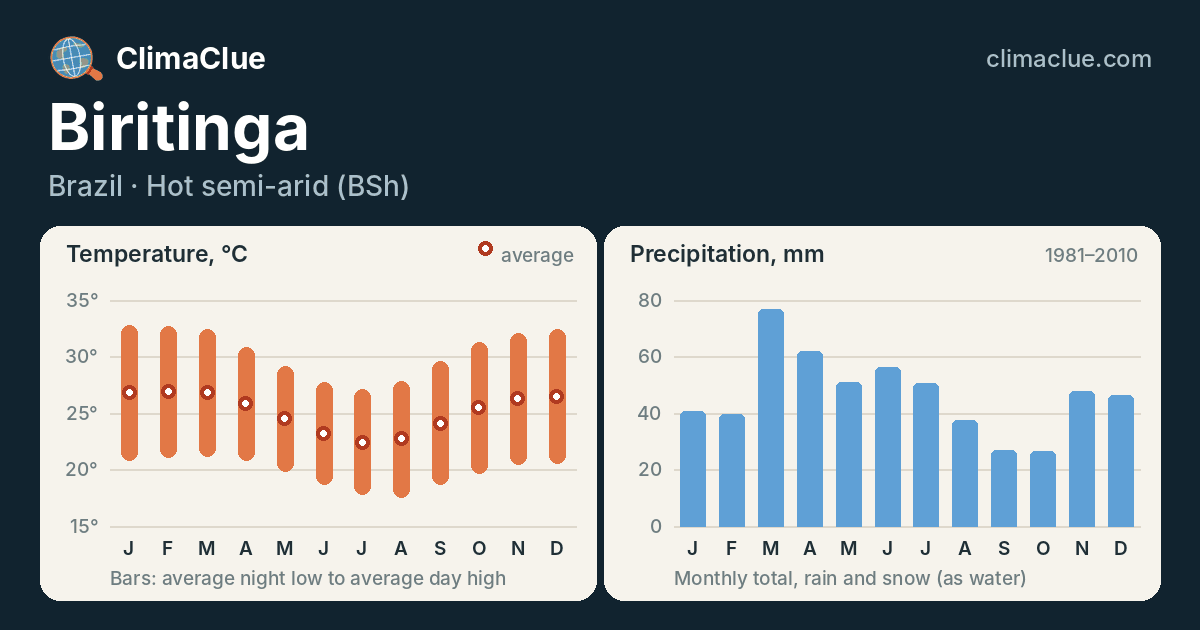 ClimaClue
climaclue.com
Biritinga
Brazil · Hot semi-arid (BSh)
Temperature, °C
average
35°
30°
25°
20°
15°
J F M A M J J A S O N D
Bars: average night low to average day high
Precipitation, mm
1981–2010
80
60
40
20
0
J F M A M J J A S O N D
Monthly total, rain and snow (as water)